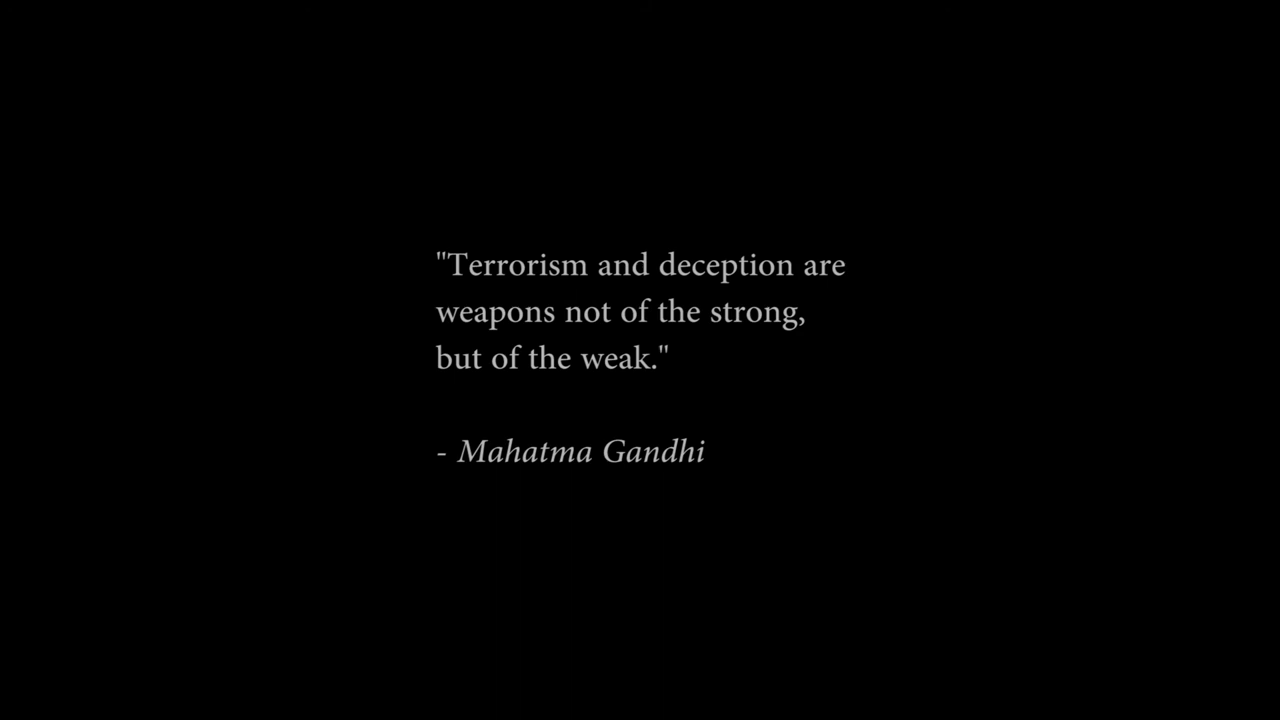 "Terrorism and deception are
weapons not of the strong,
but of the weak."
- Mahatma Gandhi